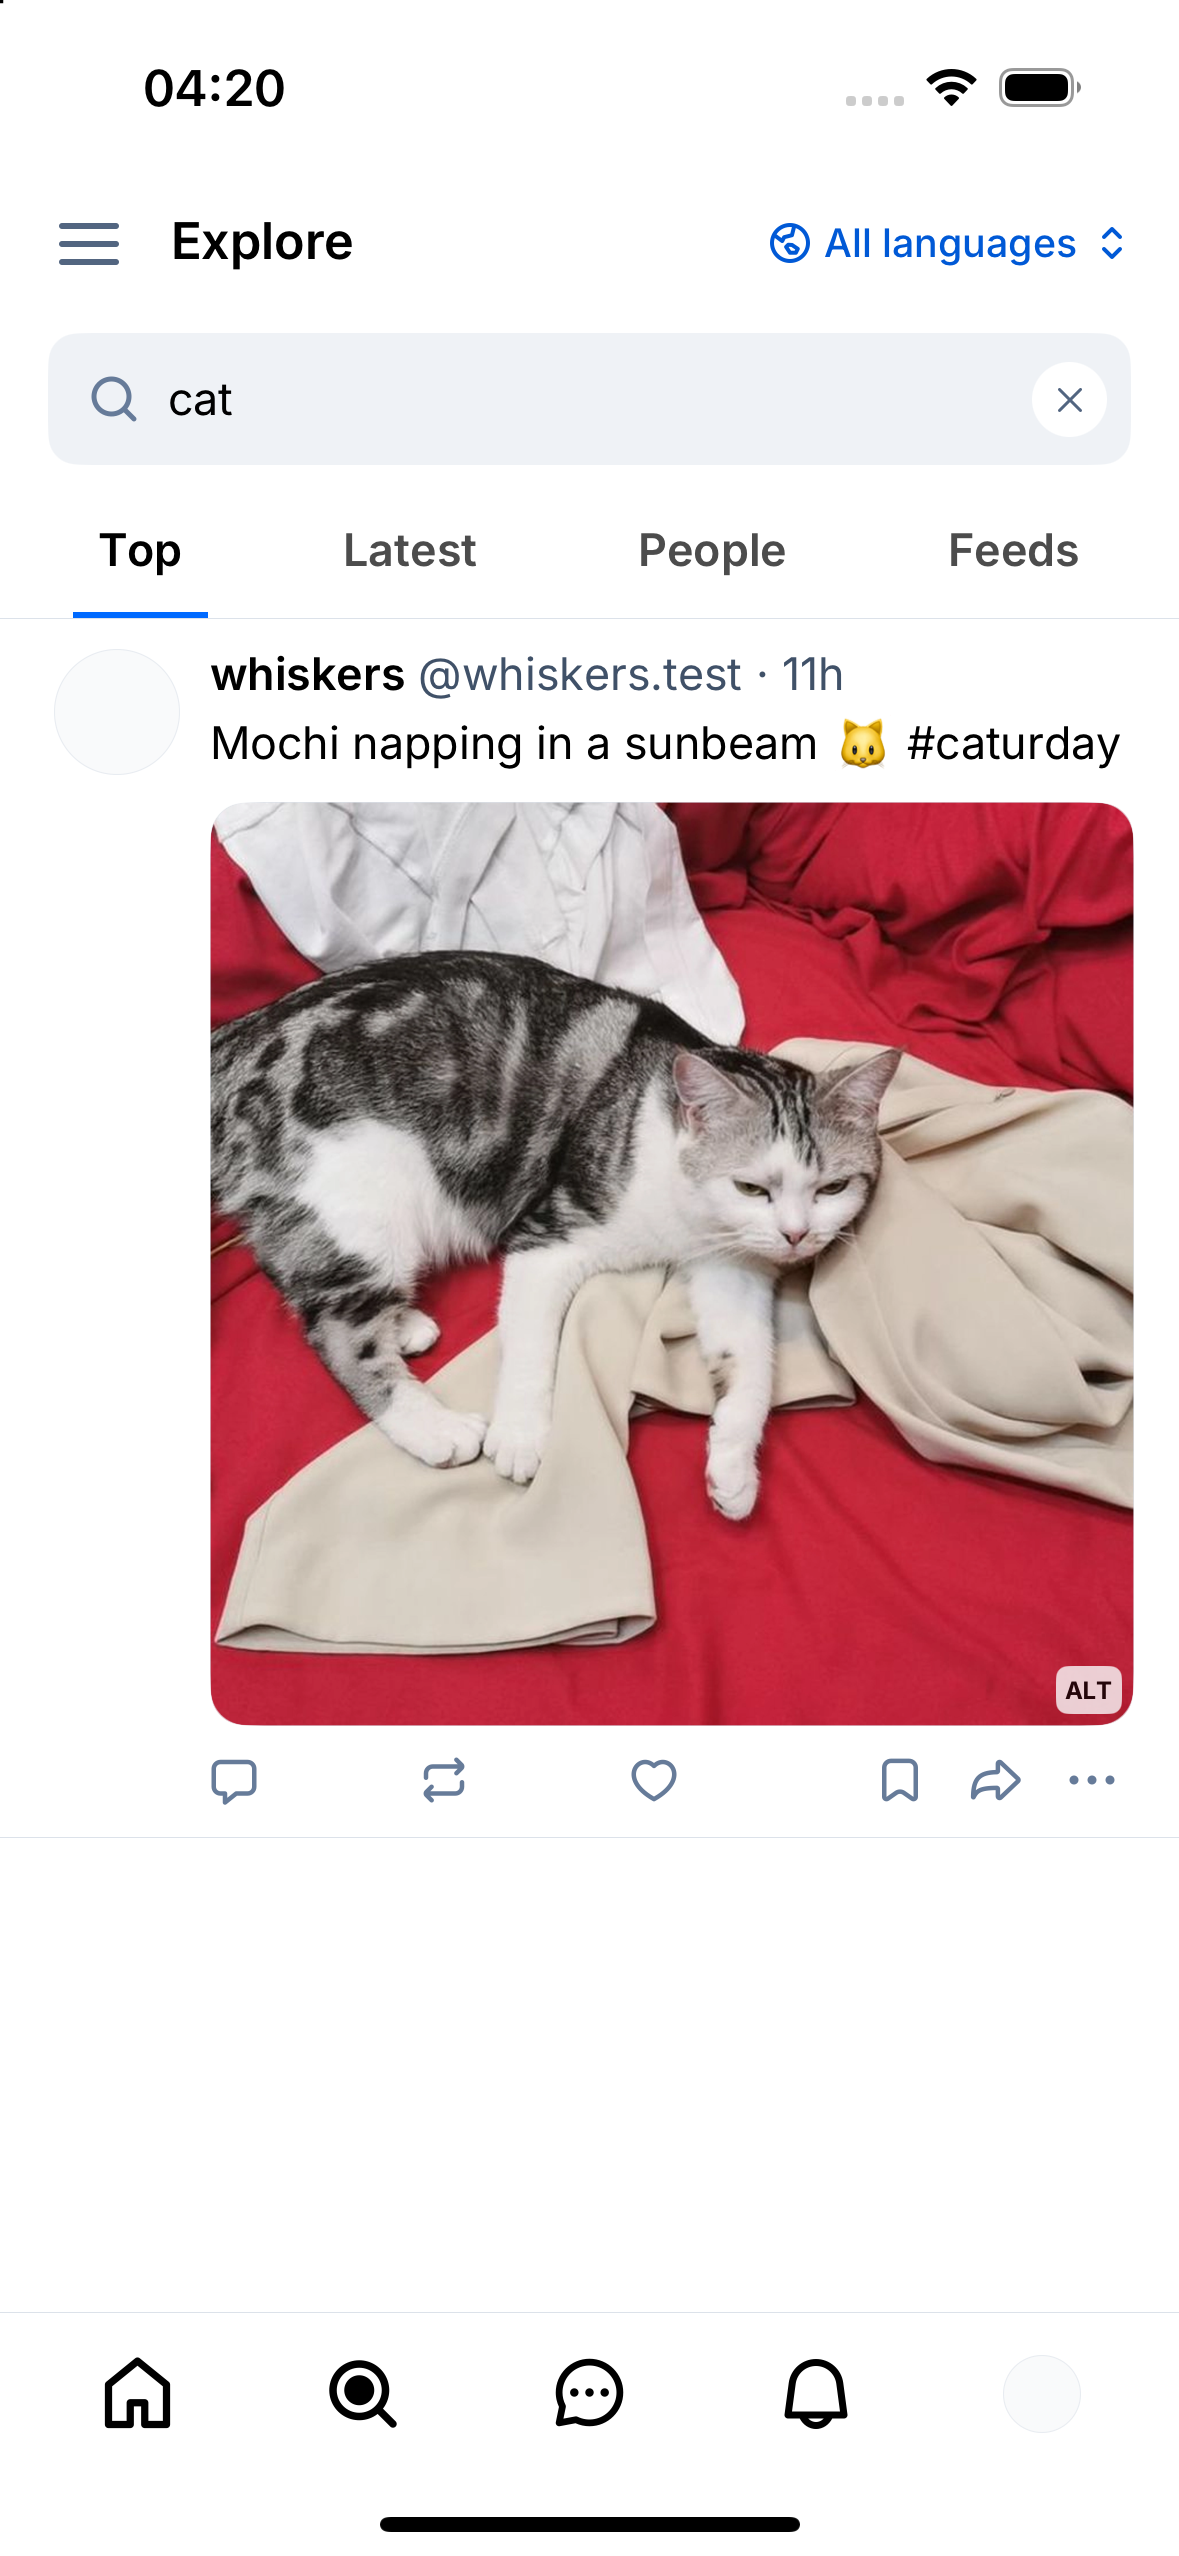 04:20
Explore
All languages
cat
Top Latest People Feeds
whiskers @whiskers.test · 11h
Mochi napping in a sunbeam 🐱 #caturday
ALT